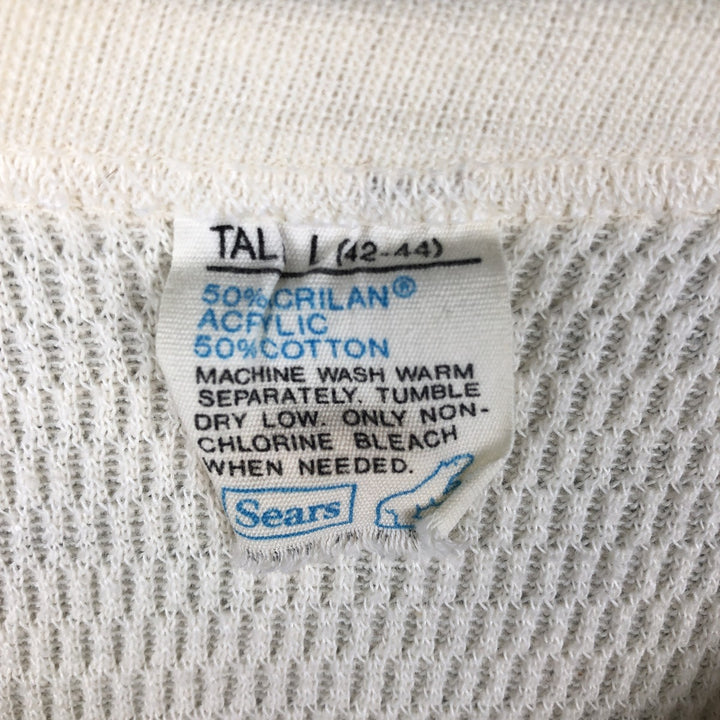 TAL L (42-44)
50% CRILAN®
ACRYLIC
50% COTTON
MACHINE WASH WARM
SEPARATELY. TUMBLE
DRY LOW. ONLY NON-
CHLORINE BLEACH
WHEN NEEDED.
Sears